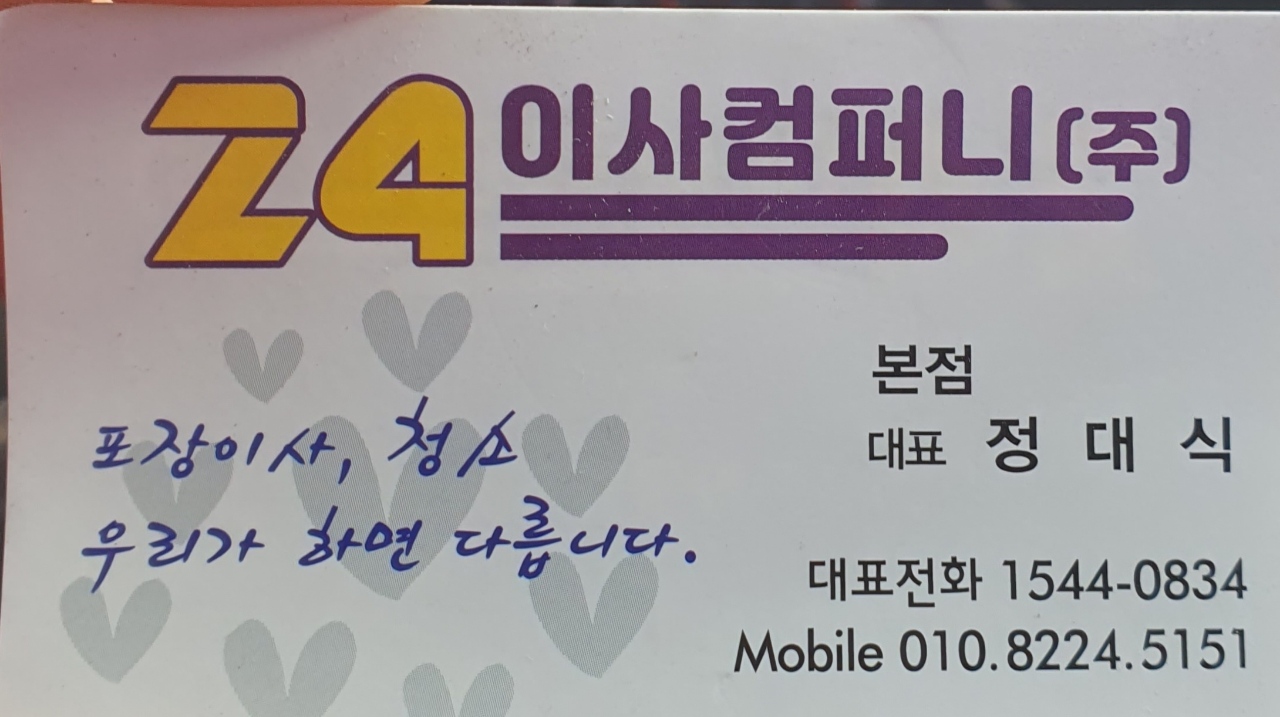 24 이사컴퍼니(주)
포장이사, 청소
우리가 하면 다릅니다.
본점
대표 정 대 식
대표전화 1544-0834
Mobile 010.8224.5151